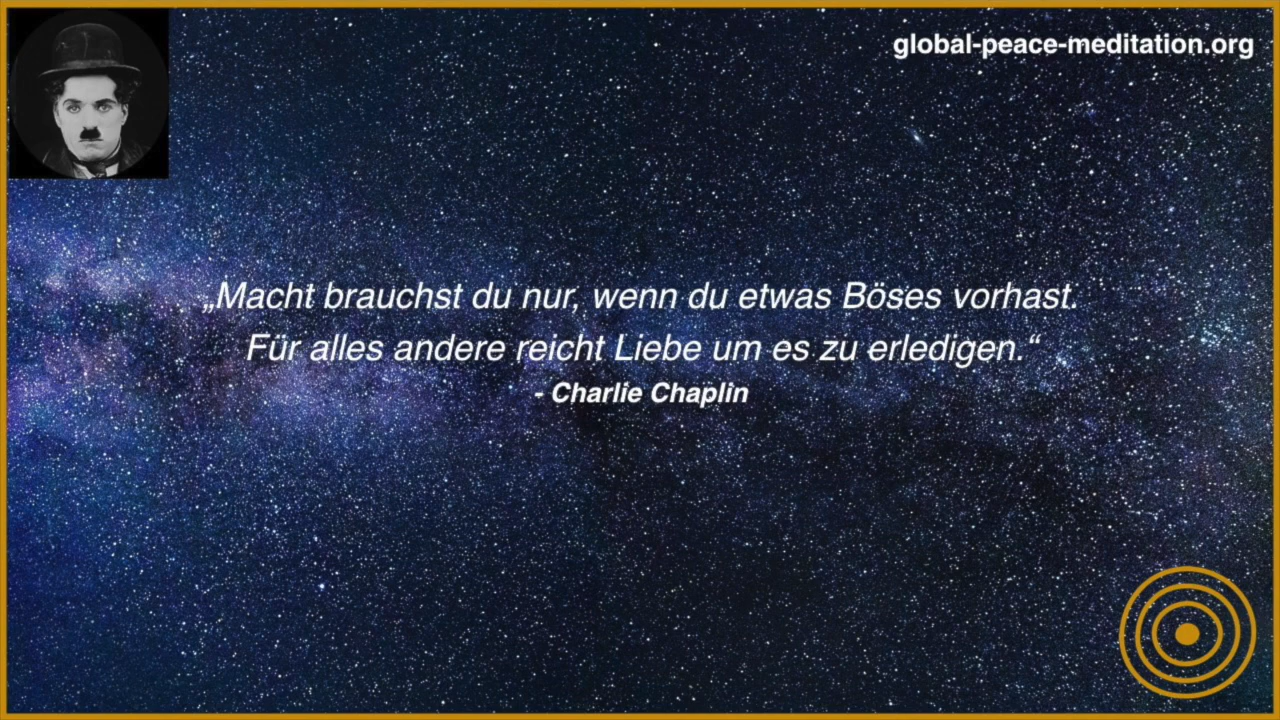 global-peace-meditation.org
„Macht brauchst du nur, wenn du etwas Böses vorhast.
Für alles andere reicht Liebe um es zu erledigen.“
- Charlie Chaplin